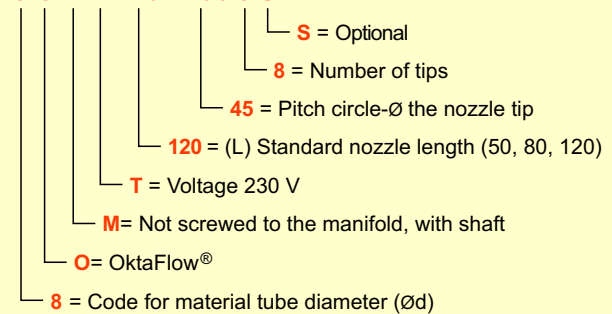 S = Optional
8 = Number of tips
45 = Pitch circle-Ø the nozzle tip
120 = (L) Standard nozzle length (50, 80, 120)
T = Voltage 230 V
M= Not screwed to the manifold, with shaft
O= OktaFlow®
8 = Code for material tube diameter (Ød)